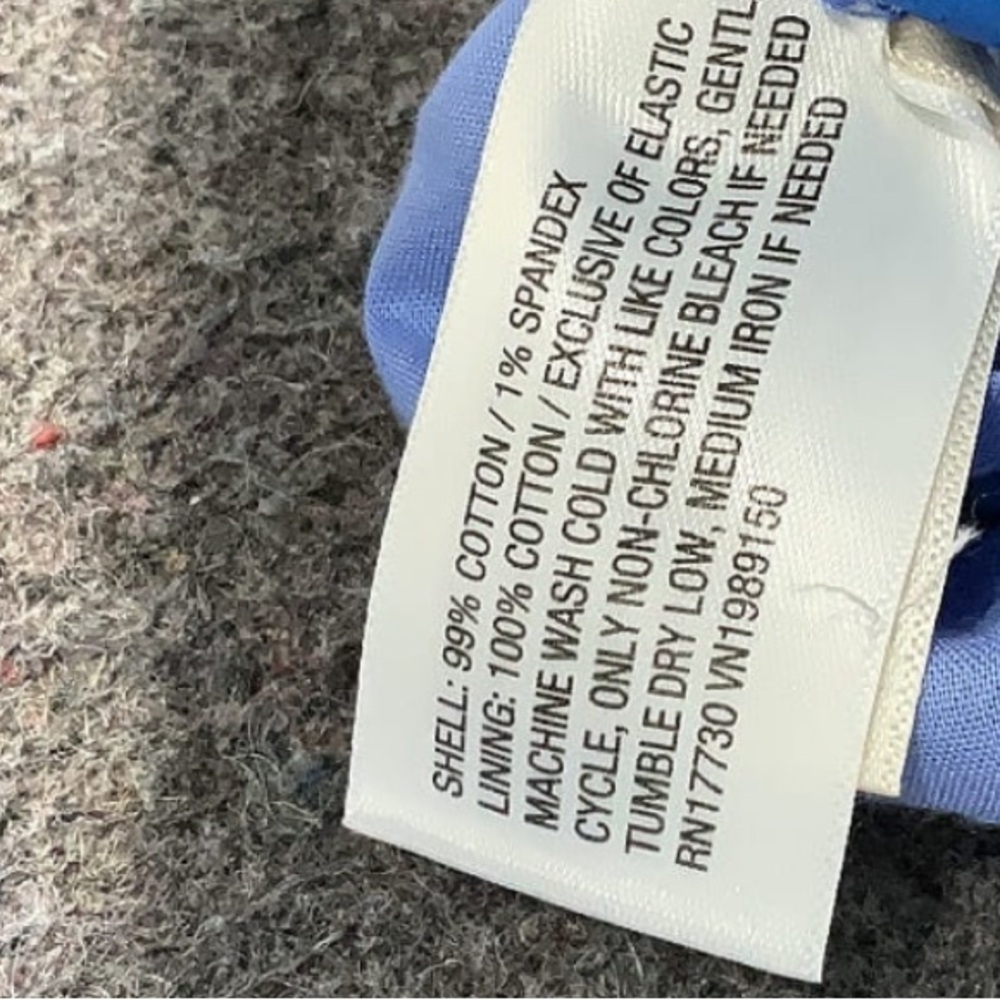 SHELL: 99% COTTON / 1% SPANDEX
LINING: 100% COTTON / EXCLUSIVE OF ELASTIC
MACHINE WASH COLD WITH LIKE COLORS, GENTL
CYCLE, ONLY NON-CHLORINE BLEACH IF NEEDED
TUMBLE DRY LOW, MEDIUM IRON IF NEEDED
RN17730 VN1989150